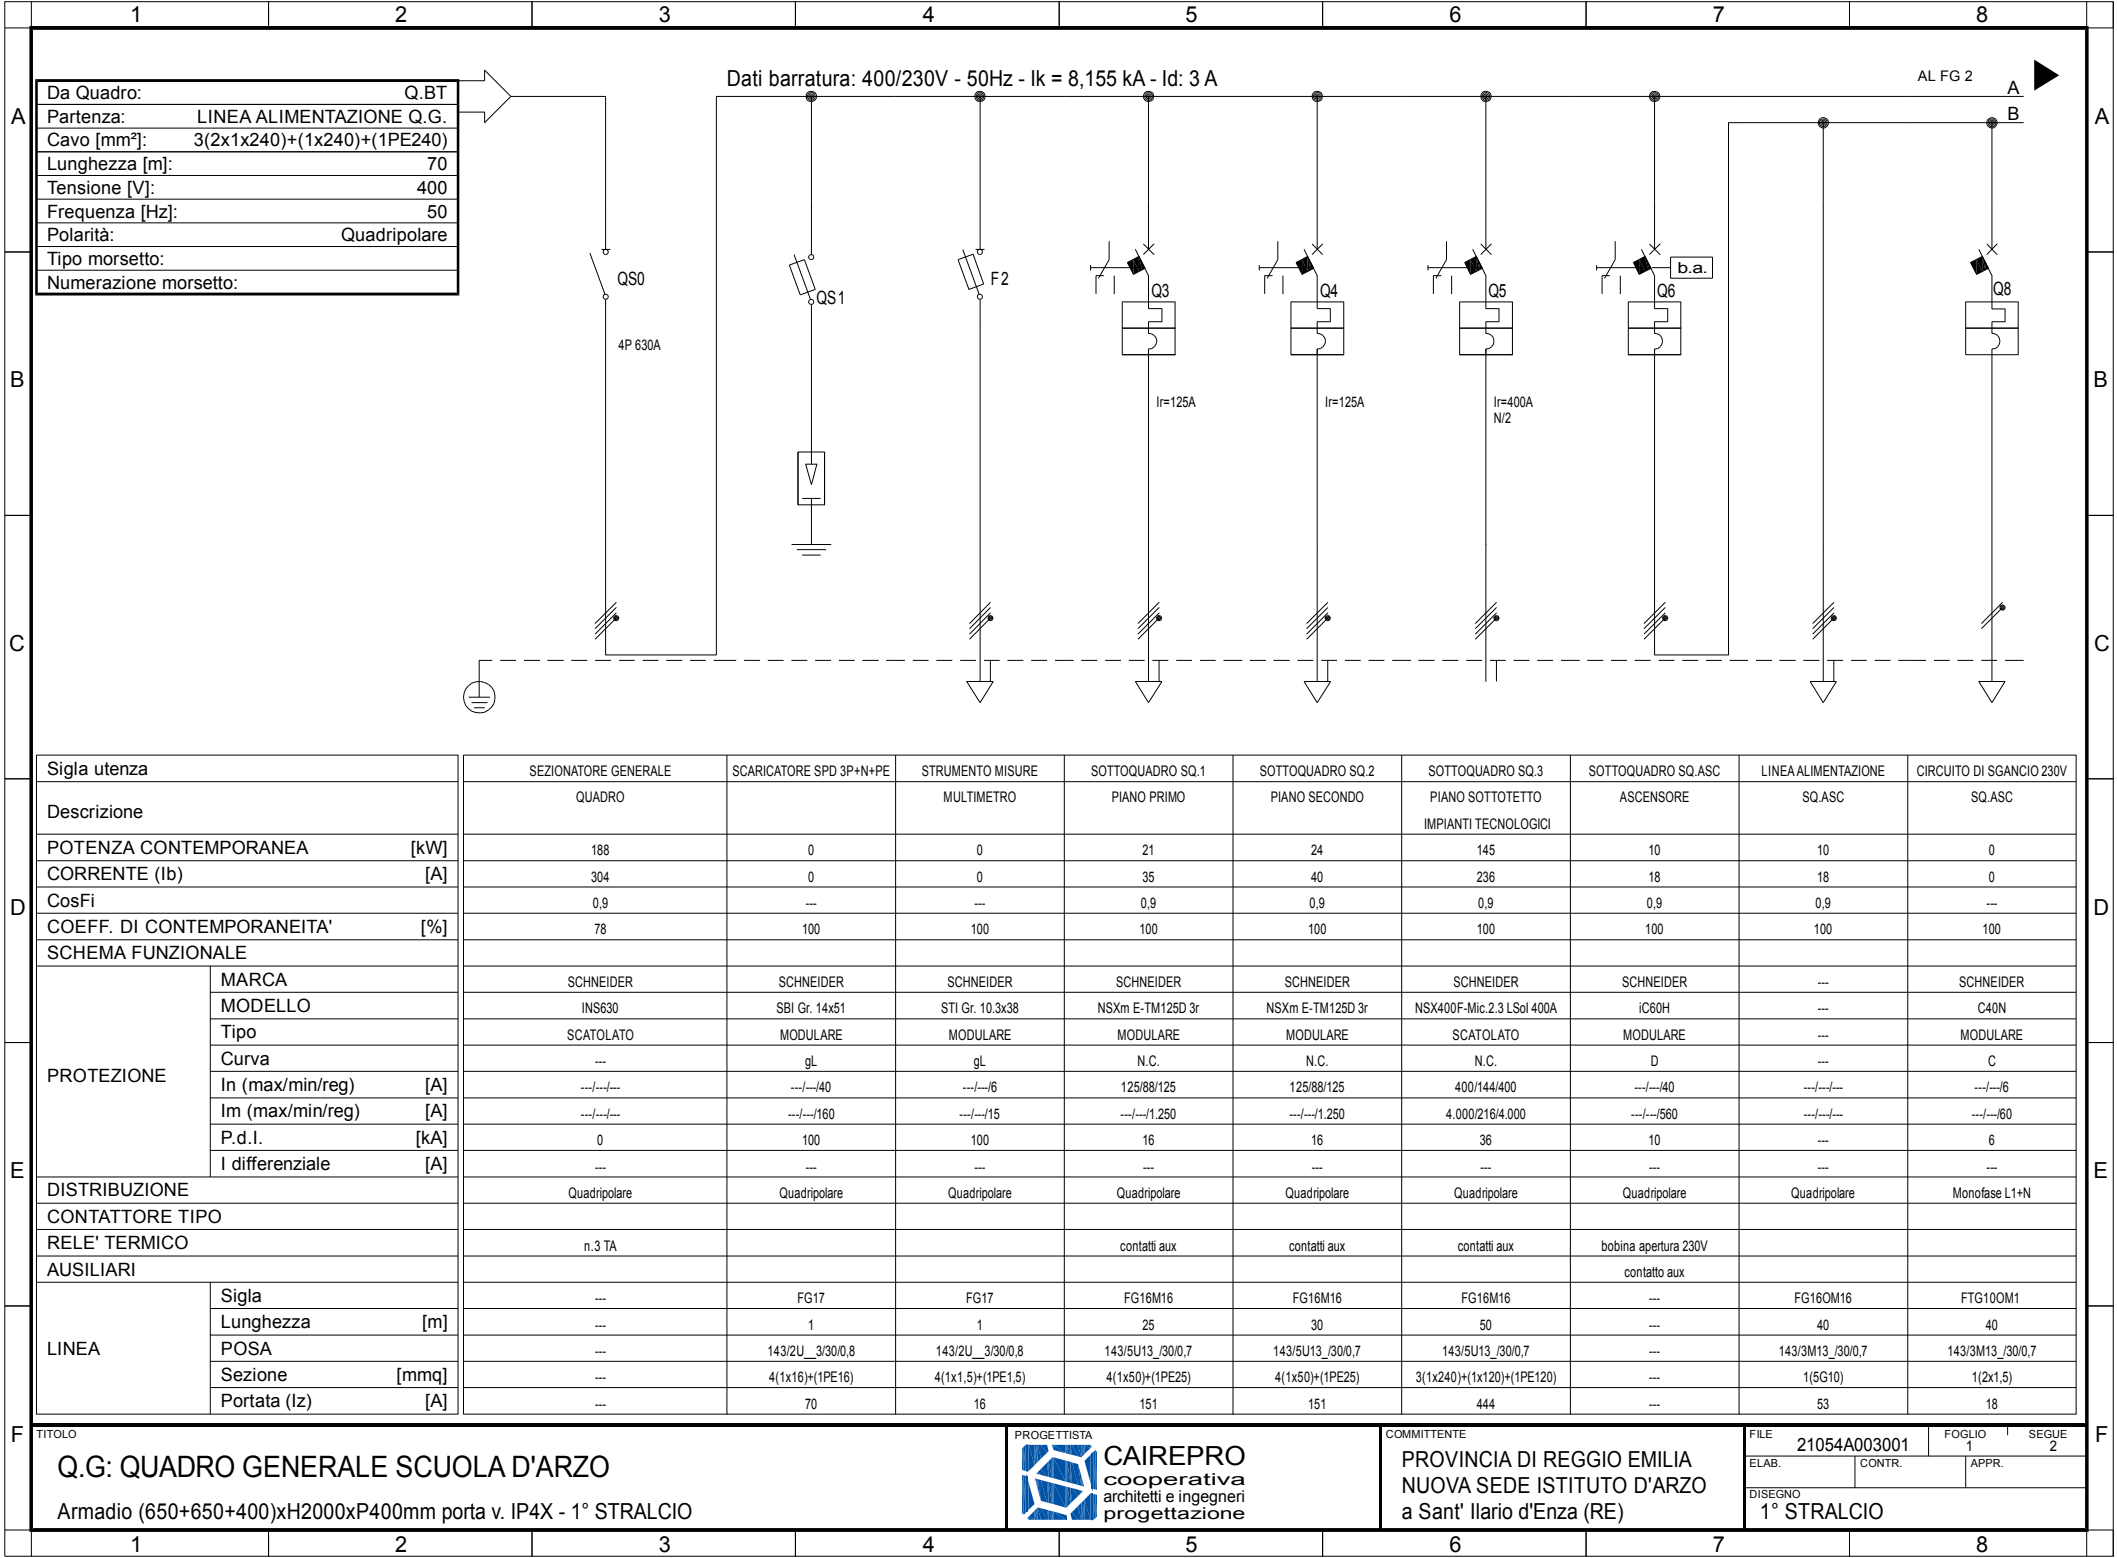 1 2 3 4 5 6 7 8
A A
B B
C C
D D
E E
F F
Da Quadro: Q.BT
Partenza: LINEA ALIMENTAZIONE Q.G.
Cavo [mm²]: 3(2x1x240)+(1x240)+(1PE240)
Lunghezza [m]: 70
Tensione [V]: 400
Frequenza [Hz]: 50
Polarità: Quadripolare
Tipo morsetto:
Numerazione morsetto:
Dati barratura: 400/230V - 50Hz - Ik = 8,155 kA - Id: 3 A
AL FG 2
A
B
QS0
4P 630A
QS1
F2
Q3
Ir=125A
Q4
Ir=125A
Q5
Ir=400A
N/2
b.a.
Q6
Q8
Sigla utenza SEZIONATORE GENERALE SCARICATORE SPD 3P+N+PE STRUMENTO MISURE SOTTOQUADRO SQ.1 SOTTOQUADRO SQ.2 SOTTOQUADRO SQ.3 SOTTOQUADRO SQ.ASC LINEA ALIMENTAZIONE CIRCUITO DI SGANCIO 230V
Descrizione QUADRO MULTIMETRO PIANO PRIMO PIANO SECONDO PIANO SOTTOTETTO ASCENSORE SQ.ASC SQ.ASC
IMPIANTI TECNOLOGICI
POTENZA CONTEMPORANEA [kW] 188 0 0 21 24 145 10 10 0
CORRENTE (Ib) [A] 304 0 0 35 40 236 18 18 0
CosFi 0,9 --- --- 0,9 0,9 0,9 0,9 0,9 ---
COEFF. DI CONTEMPORANEITA' [%] 78 100 100 100 100 100 100 100 100
SCHEMA FUNZIONALE
PROTEZIONE
MARCA SCHNEIDER SCHNEIDER SCHNEIDER SCHNEIDER SCHNEIDER SCHNEIDER SCHNEIDER --- SCHNEIDER
MODELLO INS630 SBI Gr. 14x51 STI Gr. 10.3x38 NSXm E-TM125D 3r NSXm E-TM125D 3r NSX400F-Mic.2.3 LSol 400A iC60H --- C40N
Tipo SCATOLATO MODULARE MODULARE MODULARE MODULARE SCATOLATO MODULARE --- MODULARE
Curva --- gL gL N.C. N.C. N.C. D --- C
In (max/min/reg) [A] ---/---/--- ---/---/40 ---/---/6 125/88/125 125/88/125 400/144/400 ---/---/40 ---/---/--- ---/---/6
Im (max/min/reg) [A] ---/---/--- ---/---/160 ---/---/15 ---/---/1.250 ---/---/1.250 4.000/216/4.000 ---/---/560 ---/---/--- ---/---/60
P.d.I. [kA] 0 100 100 16 16 36 10 --- 6
I differenziale [A] --- --- --- --- --- --- --- --- ---
DISTRIBUZIONE Quadripolare Quadripolare Quadripolare Quadripolare Quadripolare Quadripolare Quadripolare Quadripolare Monofase L1+N
CONTATTORE TIPO
RELE' TERMICO n.3 TA contatti aux contatti aux contatti aux bobina apertura 230V
AUSILIARI contatto aux
LINEA
Sigla --- FG17 FG17 FG16M16 FG16M16 FG16M16 --- FG16OM16 FTG10OM1
Lunghezza [m] --- 1 1 25 30 50 --- 40 40
POSA --- 143/2U__3/30/0,8 143/2U__3/30/0,8 143/5U13_/30/0,7 143/5U13_/30/0,7 143/5U13_/30/0,7 --- 143/3M13_/30/0,7 143/3M13_/30/0,7
Sezione [mmq] --- 4(1x16)+(1PE16) 4(1x1,5)+(1PE1,5) 4(1x50)+(1PE25) 4(1x50)+(1PE25) 3(1x240)+(1x120)+(1PE120) --- 1(5G10) 1(2x1,5)
Portata (Iz) [A] --- 70 16 151 151 444 --- 53 18
TITOLO
Q.G: QUADRO GENERALE SCUOLA D'ARZO
Armadio (650+650+400)xH2000xP400mm porta v. IP4X - 1° STRALCIO
PROGETTISTA
CAIREPRO
cooperativa
architetti e ingegneri
progettazione
COMMITTENTE
PROVINCIA DI REGGIO EMILIA
NUOVA SEDE ISTITUTO D'ARZO
a Sant' Ilario d'Enza (RE)
FILE 21054A003001 FOGLIO 1 SEGUE 2
ELAB. CONTR. APPR.
DISEGNO
1° STRALCIO
1 2 3 4 5 6 7 8